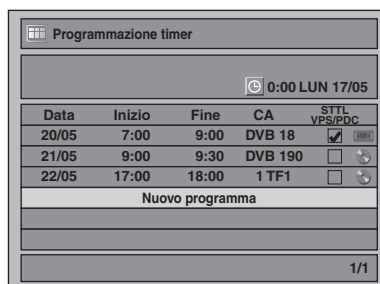 Programmazione timer
0:00 LUN 17/05
Data Inizio Fine CA STTL VPS/PDC
20/05 7:00 9:00 DVB 18
21/05 9:00 9:30 DVB 190
22/05 17:00 18:00 1 TF1
Nuovo programma
1/1